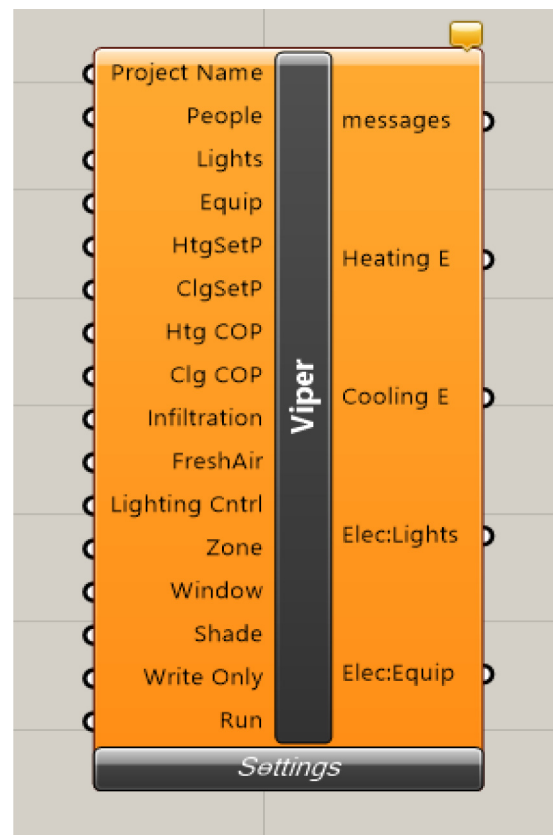 Project Name
People
Lights
Equip
HtgSetP
ClgSetP
Htg COP
Clg COP
Infiltration
FreshAir
Lighting Cntrl
Zone
Window
Shade
Write Only
Run
Viper
messages
Heating E
Cooling E
Elec:Lights
Elec:Equip
Settings